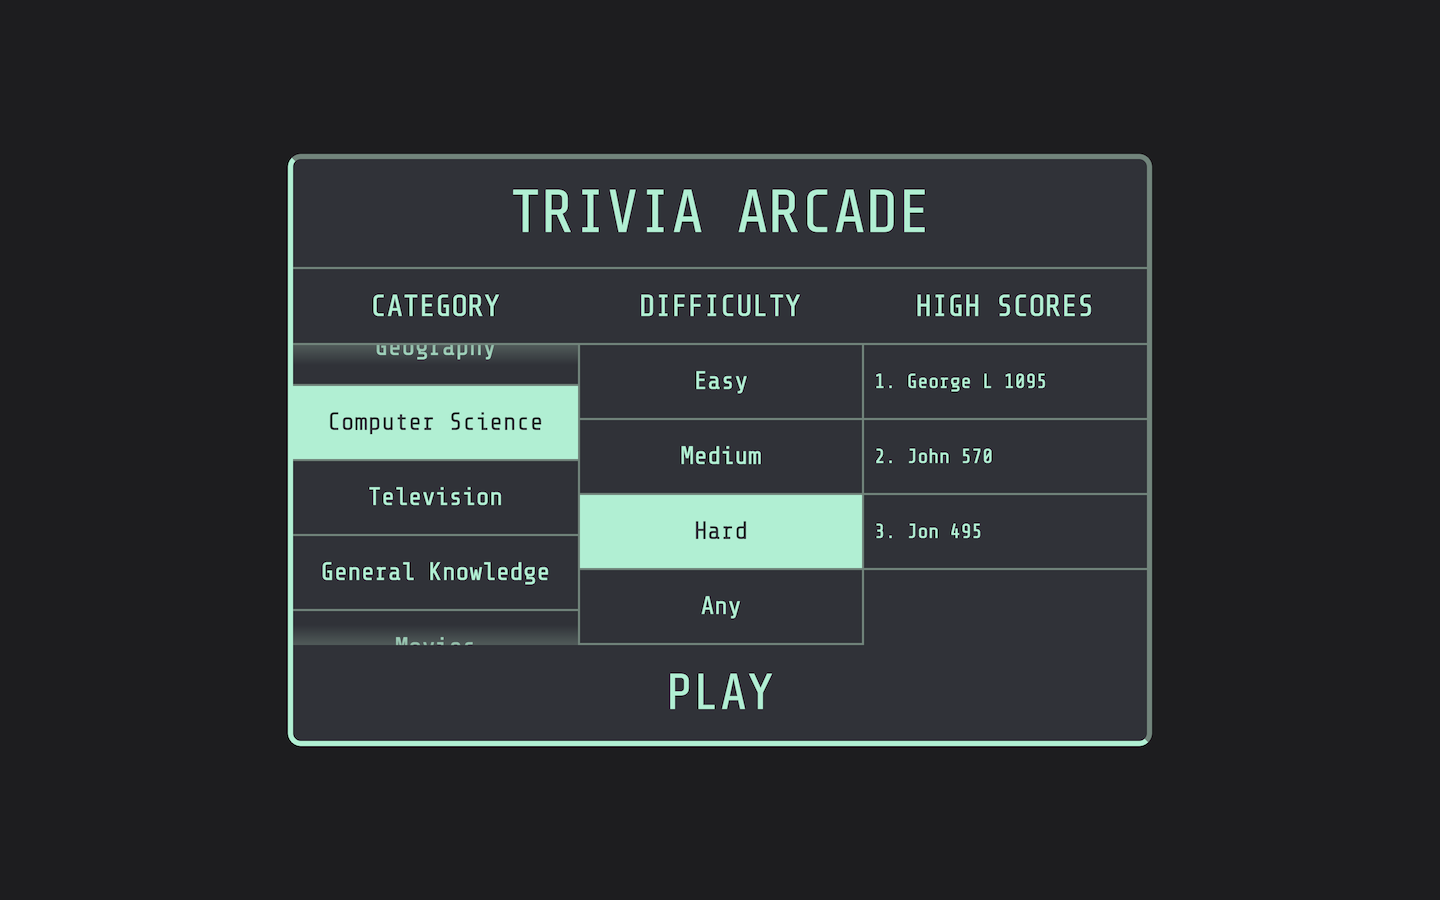 TRIVIA ARCADE
CATEGORY
DIFFICULTY
HIGH SCORES
Geography
Computer Science
Television
General Knowledge
Movies
Easy
Medium
Hard
Any
1. George L 1095
2. John 570
3. Jon 495
PLAY